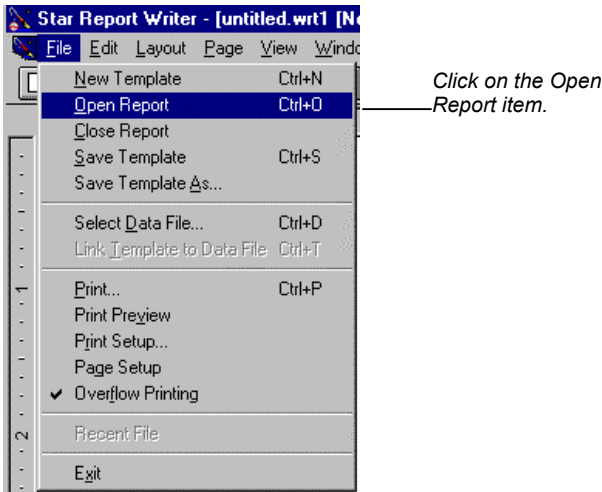 Star Report Writer - [untitled.wrt1 [N
File Edit Layout Page View Windo
New Template Ctrl+N
Open Report Ctrl+O
Close Report
Save Template Ctrl+S
Save Template As...
Select Data File... Ctrl+D
Link Template to Data File Ctrl+T
Print... Ctrl+P
Print Preview
Print Setup...
Page Setup
Overflow Printing
Recent File
Exit
Click on the Open
Report item.
1
2